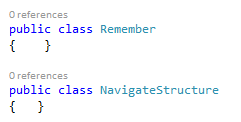 0 references
public class Remember
{    }
0 references
public class NavigateStructure
{   }